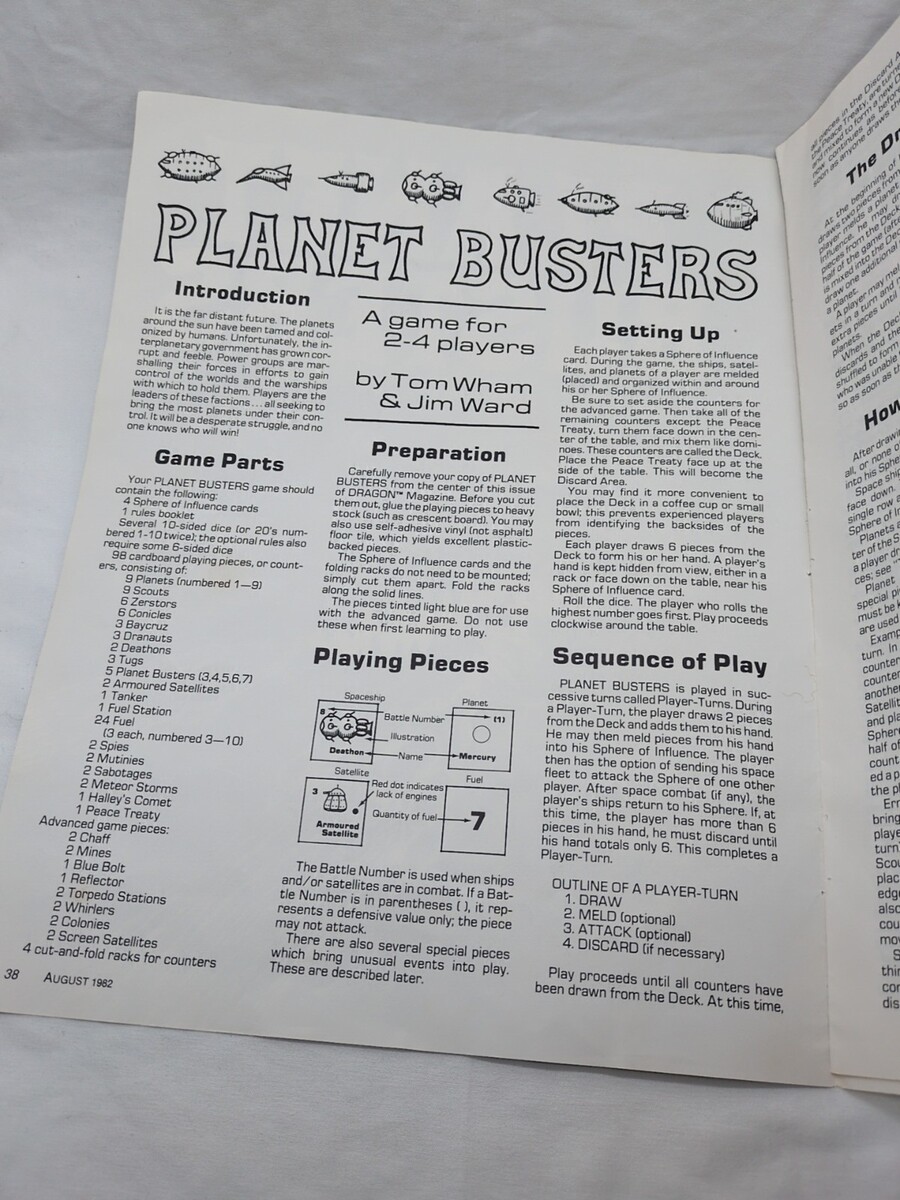 PLANET BUSTERS
Introduction
It is the far distant future. The planets
around the sun have been tamed and col-
onized by humans. Unfortunately, the in-
terplanetary government has grown cor-
rupt and feeble. Power groups are mar-
shalling their forces in efforts to gain
control of the worlds and the warships
with which to hold them. Players are the
leaders of these factions . . . all seeking to
bring the most planets under their con-
trol. It will be a desperate struggle, and no
one knows who will win!
Game Parts
Your PLANET BUSTERS game should
contain the following:
4 Sphere of Influence cards
1 rules booklet
Several 10-sided dice (or 20's num-
bered 1-10 twice); the optional rules also
require some 6-sided dice
98 cardboard playing pieces, or count-
ers, consisting of:
9 Planets (numbered 1—9)
9 Scouts
6 Zerstors
6 Conicles
3 Baycruz
3 Dranauts
2 Deathons
3 Tugs
5 Planet Busters (3,4,5,6,7)
2 Armoured Satellites
1 Tanker
1 Fuel Station
24 Fuel
(3 each, numbered 3—10)
2 Spies
2 Mutinies
2 Sabotages
2 Meteor Storms
1 Halley's Comet
1 Peace Treaty
Advanced game pieces:
2 Chaff
2 Mines
1 Blue Bolt
1 Reflector
2 Torpedo Stations
2 Whirlers
2 Colonies
2 Screen Satellites
4 cut-and-fold racks for counters
38 AUGUST 1982
A game for
2-4 players
by Tom Wham
& Jim Ward
Preparation
Carefully remove your copy of PLANET
BUSTERS from the center of this issue
of DRAGON™ Magazine. Before you cut
them out, glue the playing pieces to heavy
stock (such as crescent board). You may
also use self-adhesive vinyl (not asphalt)
floor tile, which yields excellent plastic-
backed pieces.
The Sphere of Influence cards and the
folding racks do not need to be mounted;
simply cut them apart. Fold the racks
along the solid lines.
The pieces tinted light blue are for use
with the advanced game. Do not use
these when first learning to play.
Playing Pieces
Spaceship
Planet
8
Battle Number
(1)
Illustration
Deathon
Name
Mercury
Satellite
Fuel
3
Red dot indicates
lack of engines
Quantity of fuel
7
Armoured
Satellite
The Battle Number is used when ships
and/or satellites are in combat. If a Bat-
tle Number is in parentheses ( ), it rep-
resents a defensive value only; the piece
may not attack.
There are also several special pieces
which bring unusual events into play.
These are described later.
Setting Up
Each player takes a Sphere of Influence
card. During the game, the ships, satel-
lites, and planets of a player are melded
(placed) and organized within and around
his or her Sphere of Influence.
Be sure to set aside the counters for
the advanced game. Then take all of the
remaining counters except the Peace
Treaty, turn them face down in the cen-
ter of the table, and mix them like domi-
noes. These counters are called the Deck.
Place the Peace Treaty face up at the
side of the table. This will become the
Discard Area.
You may find it more convenient to
place the Deck in a coffee cup or small
bowl; this prevents experienced players
from identifying the backsides of the
pieces.
Each player draws 6 pieces from the
Deck to form his or her hand. A player's
hand is kept hidden from view, either in a
rack or face down on the table, near his
Sphere of Influence card.
Roll the dice. The player who rolls the
highest number goes first. Play proceeds
clockwise around the table.
Sequence of Play
PLANET BUSTERS is played in suc-
cessive turns called Player-Turns. During
a Player-Turn, the player draws 2 pieces
from the Deck and adds them to his hand.
He may then meld pieces from his hand
into his Sphere of Influence. The player
then has the option of sending his space
fleet to attack the Sphere of one other
player. After space combat (if any), the
player's ships return to his Sphere. If, at
this time, the player has more than 6
pieces in his hand, he must discard until
his hand totals only 6. This completes a
Player-Turn.
OUTLINE OF A PLAYER-TURN
1. DRAW
2. MELD (optional)
3. ATTACK (optional)
4. DISCARD (if necessary)
Play proceeds until all counters have
been drawn from the Deck. At this time,